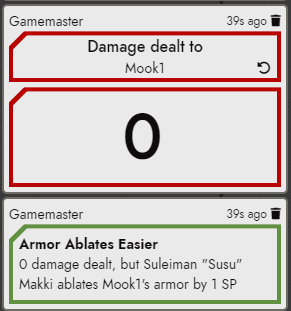 Gamemaster 39s ago
Damage dealt to
Mook1
0
Gamemaster 39s ago
Armor Ablates Easier
0 damage dealt, but Suleiman "Susu"
Makki ablates Mook1's armor by 1 SP